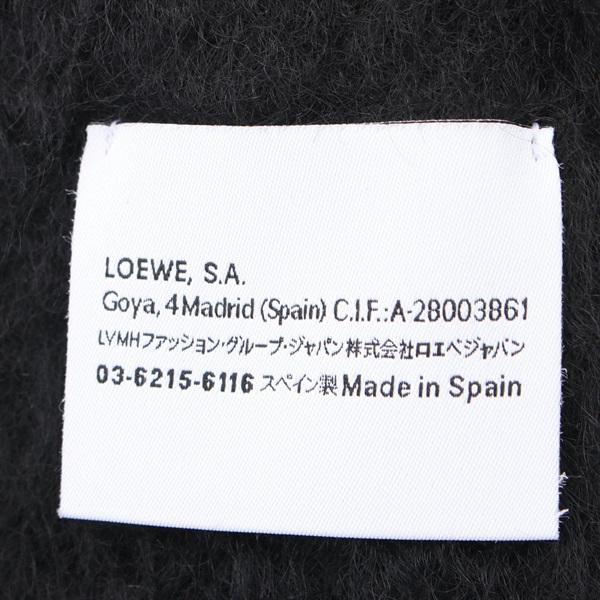 LOEWE, S.A.
Goya, 4 Madrid (Spain) C.I.F.:A-28003861
LVMHファッション・グループ・ジャパン株式会社ロエベジャパン
03-6215-6116 スペイン製 Made in Spain